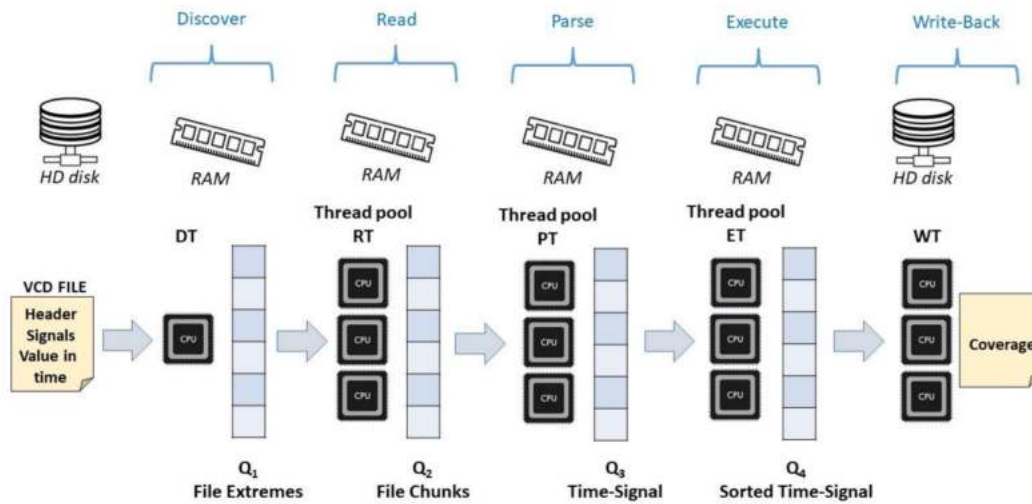 Discover Read Parse Execute Write-Back
HD disk RAM RAM RAM RAM HD disk
Thread pool Thread pool Thread pool
DT RT PT ET WT
VCD FILE
Header
Signals
Value in
time
CPU
CPU CPU CPU CPU
CPU CPU CPU CPU
CPU CPU CPU CPU
Coverage
Q₁ Q₂ Q₃ Q₄
File Extremes File Chunks Time-Signal Sorted Time-Signal